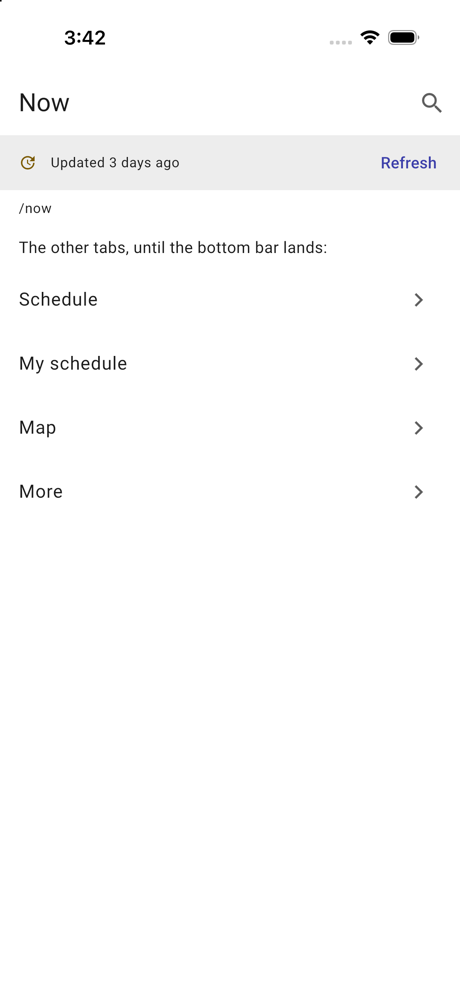 3:42
Now
Updated 3 days ago
Refresh
/now
The other tabs, until the bottom bar lands:
Schedule
My schedule
Map
More